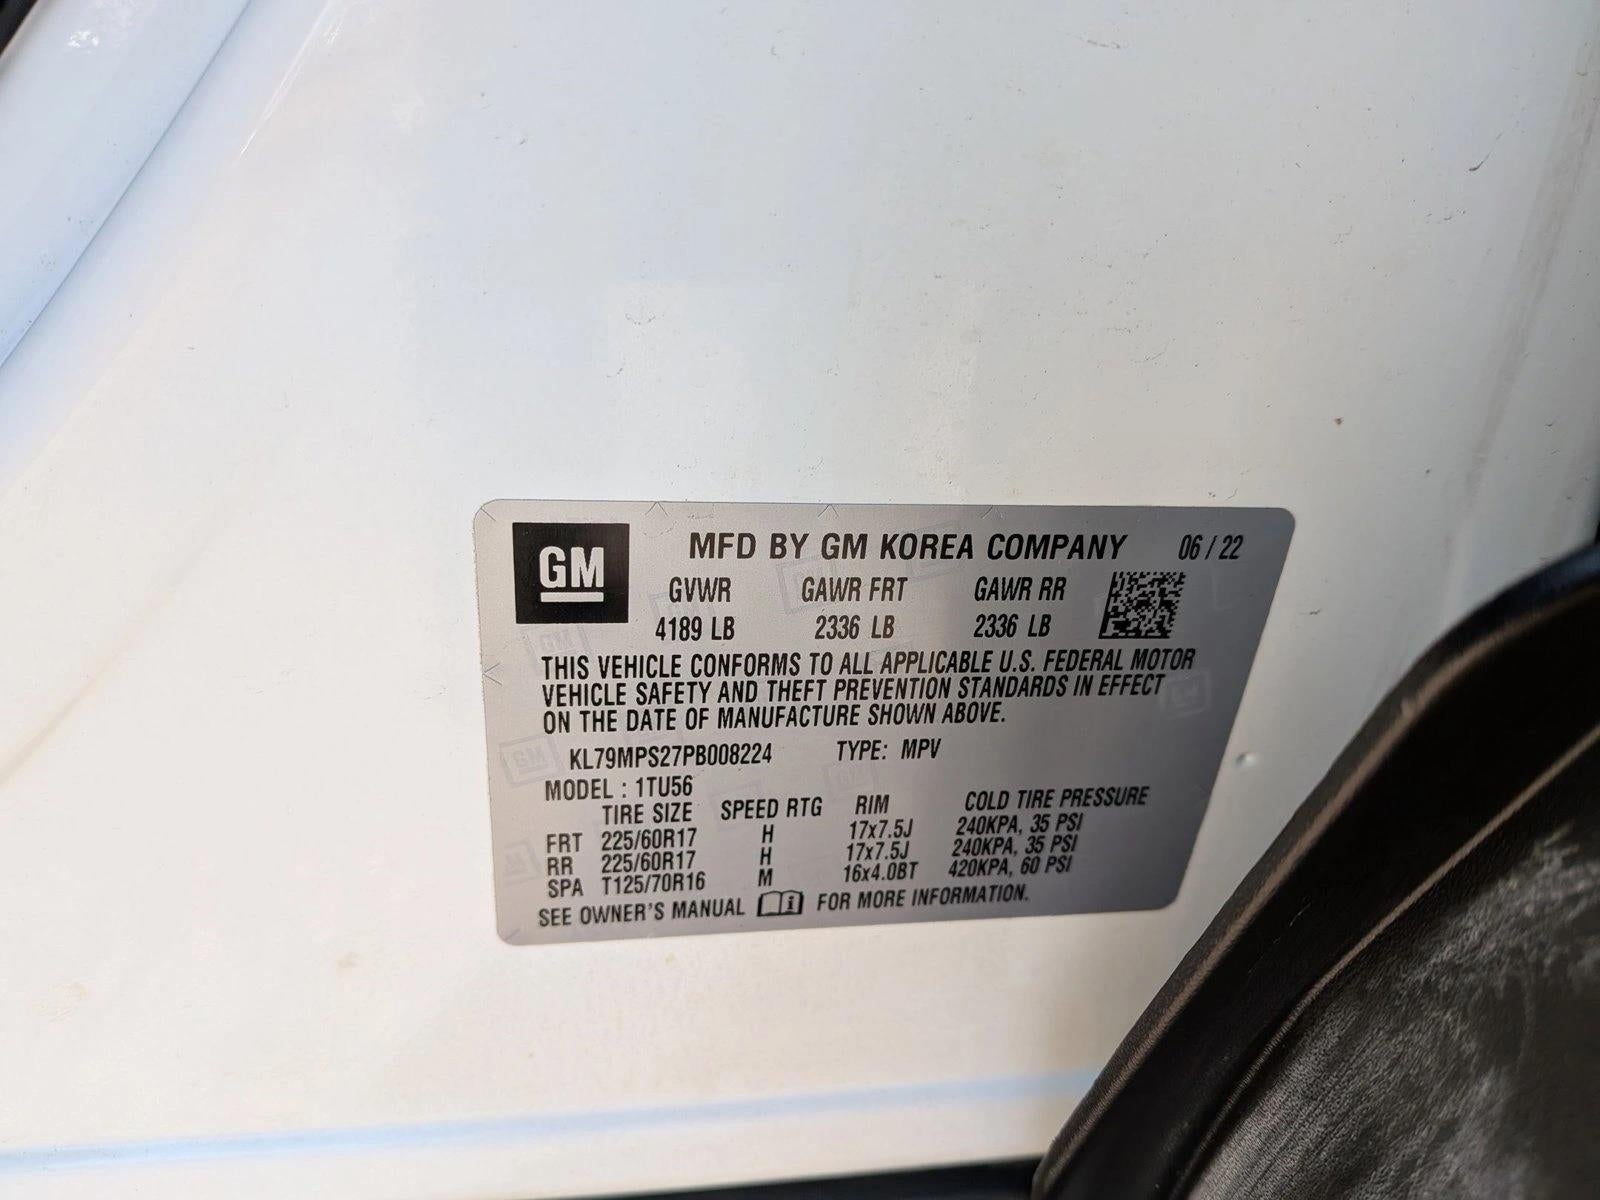 GM
MFD BY GM KOREA COMPANY 06 / 22
GVWR GAWR FRT GAWR RR
4189 LB 2336 LB 2336 LB
THIS VEHICLE CONFORMS TO ALL APPLICABLE U.S. FEDERAL MOTOR
VEHICLE SAFETY AND THEFT PREVENTION STANDARDS IN EFFECT
ON THE DATE OF MANUFACTURE SHOWN ABOVE.
KL79MPS27PB008224 TYPE: MPV
MODEL : 1TU56
TIRE SIZE SPEED RTG RIM COLD TIRE PRESSURE
FRT 225/60R17 H 17x7.5J 240KPA, 35 PSI
RR 225/60R17 H 17x7.5J 240KPA, 35 PSI
SPA T125/70R16 M 16x4.0BT 420KPA, 60 PSI
SEE OWNER'S MANUAL i FOR MORE INFORMATION.